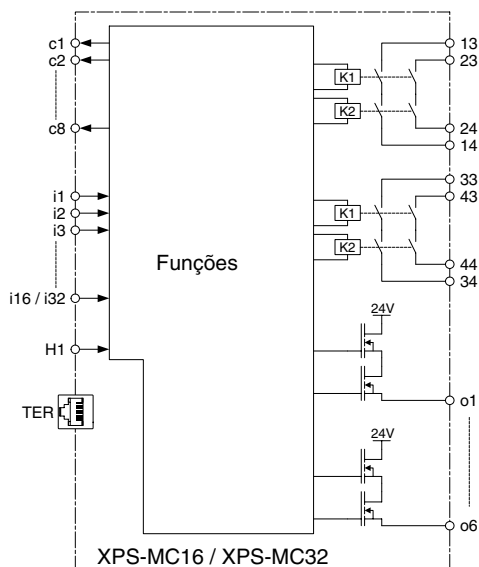 c1
13
c2
23
K1
K2
c8
24
14
33
i1
43
i2
K1
i3
K2
Funções
44
i16 / i32
34
24V
H1
o1
TER
24V
o6
XPS-MC16 / XPS-MC32